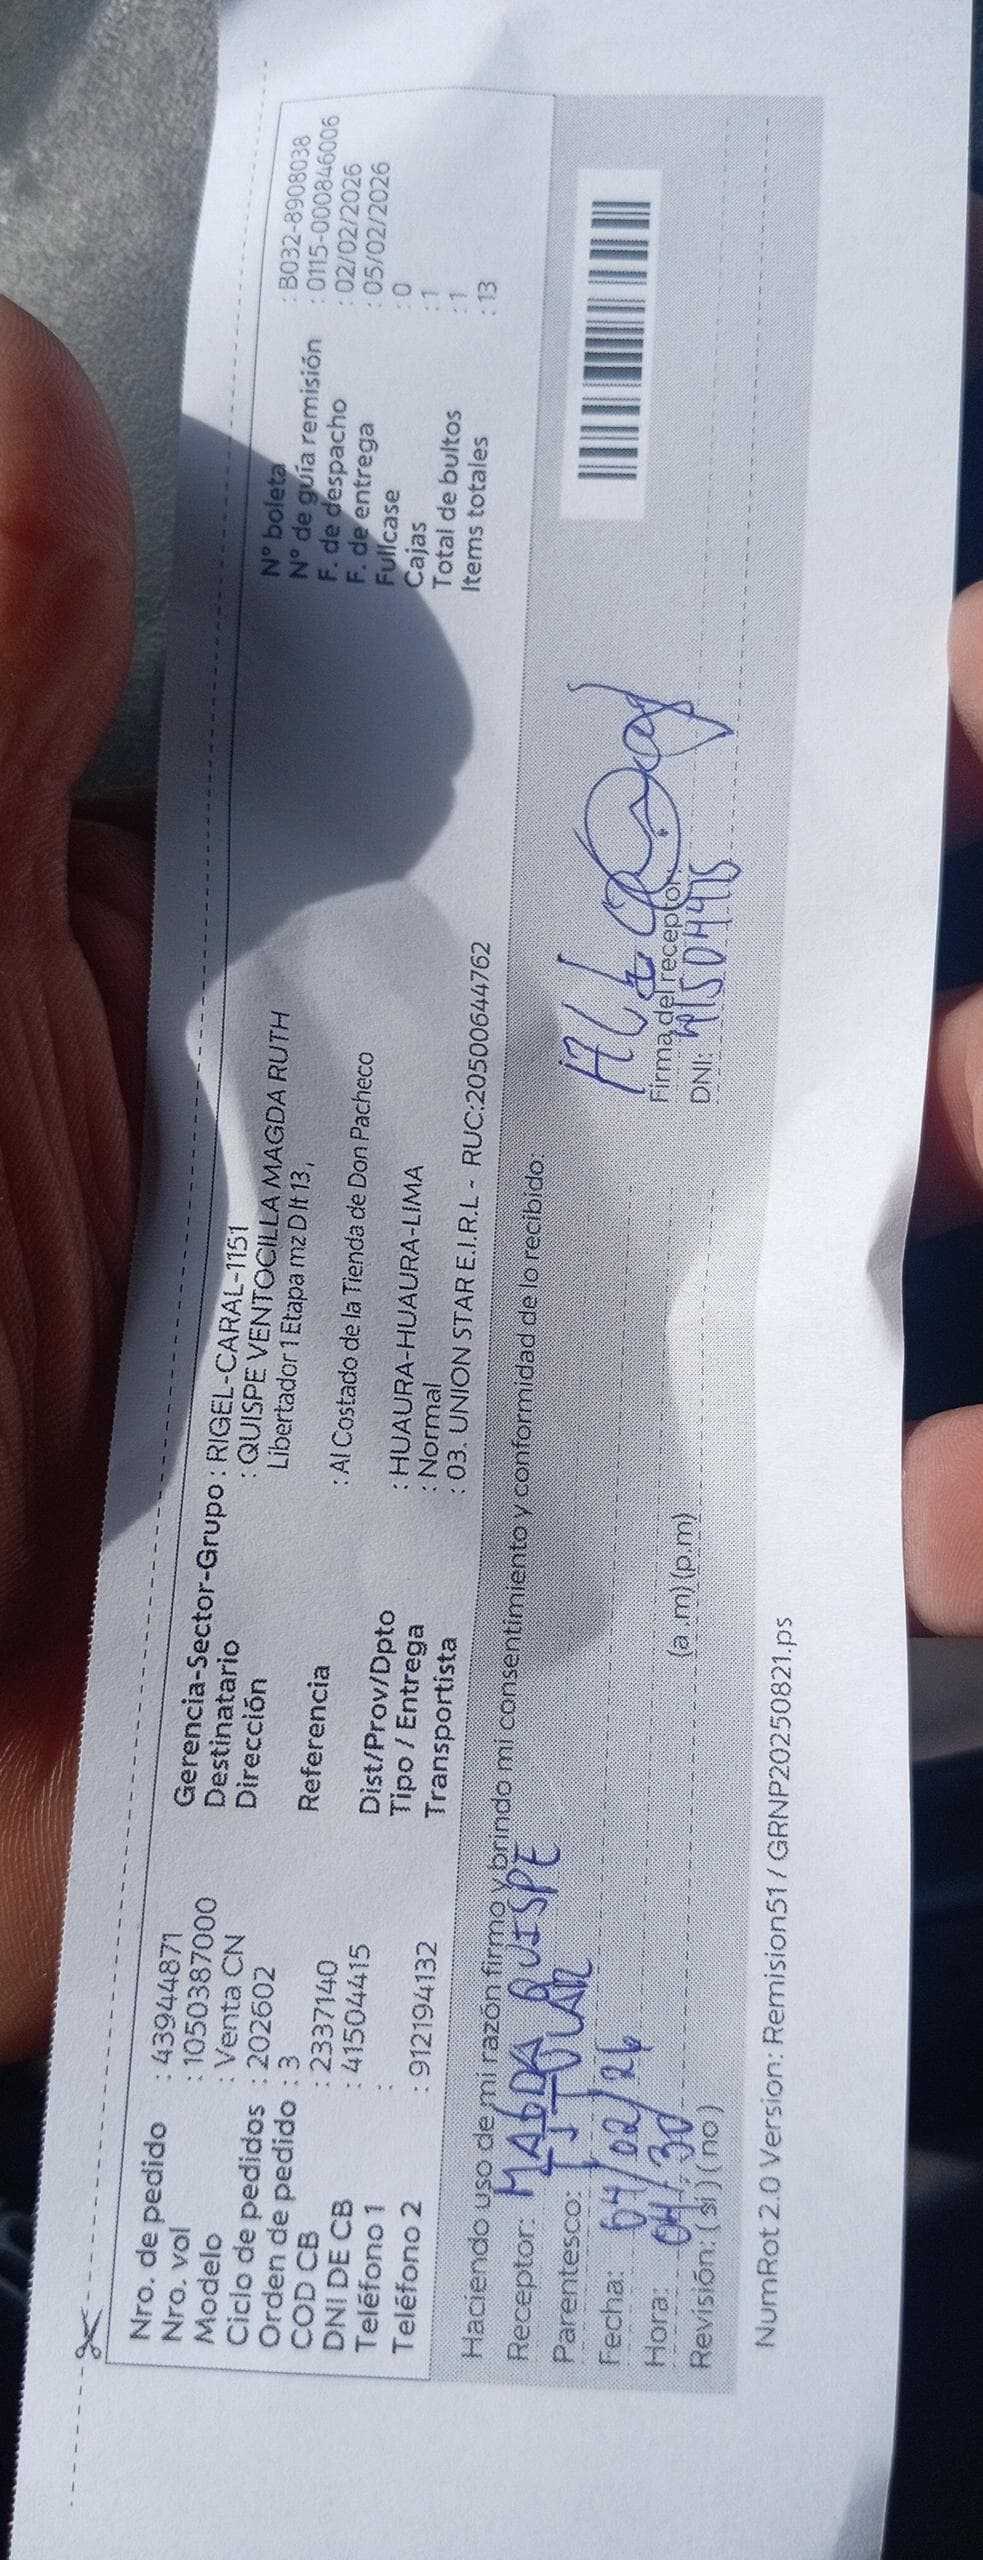 Nro. de pedido : 43944871
Nro. vol : 1050387000
Modelo : Venta CN
Ciclo de pedidos : 202602
Orden de pedido : 3
COD CB : 2337140
DNI DE CB : 41504415
Teléfono 1 :
Teléfono 2 : 912194132
Gerencia-Sector-Grupo : RIGEL-CARAL-1151
Destinatario : QUISPE VENTOCILLA MAGDA RUTH
Dirección Libertador 1 Etapa mz D lt 13,
Referencia : Al Costado de la Tienda de Don Pacheco
Dist/Prov/Dpto : HUAURA-HUAURA-LIMA
Tipo / Entrega : Normal
Transportista : 03. UNION STAR E.I.R.L - RUC:20500644762
N° boleta : B032-8908038
N° de guía remisión : 0115-000846006
F. de despacho : 02/02/2026
F. de entrega : 05/02/2026
Fullcase : 0
Cajas : 1
Total de bultos : 1
Items totales : 13
Haciendo uso de mi razón firmo y brindo mi consentimiento y conformidad de lo recibido:
Receptor: MAGDA QUISPE
Parentesco: TITULAR
Fecha: 04/02/26
Hora: 04:30 (a .m) (p.m)
Revisión: (si) (no)
Firma del receptor:
DNI:
NumRot 2.0 Version: Remision51 / GRNP20250821.ps